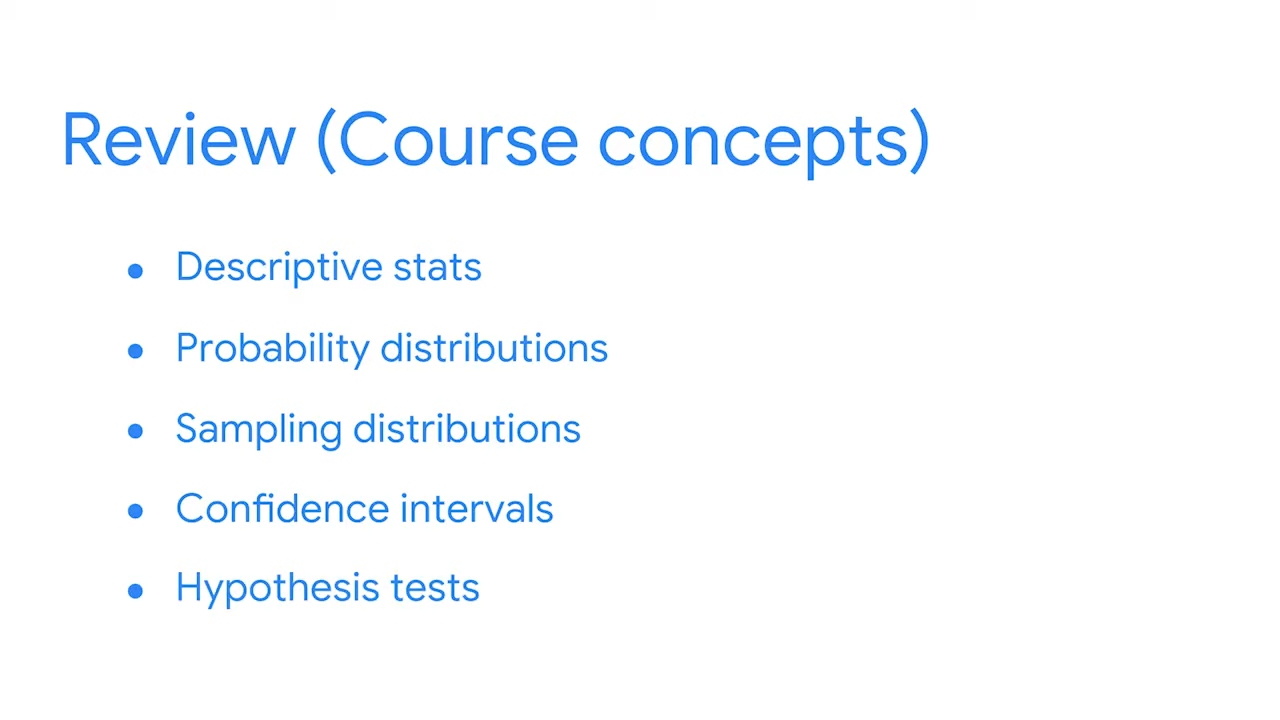 Review (Course concepts)
• Descriptive stats
• Probability distributions
• Sampling distributions
• Confidence intervals
• Hypothesis tests